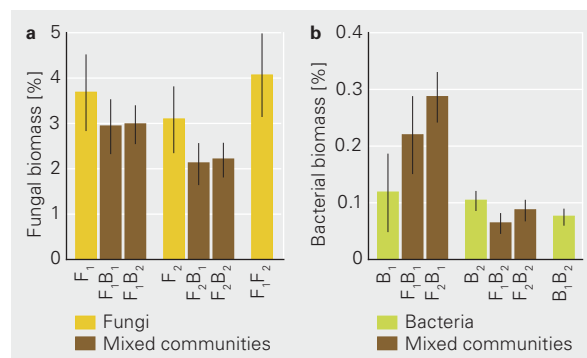 a
Fungal biomass [%]
5
4
3
2
1
0
F₁
F₁B₁
F₁B₂
F₂
F₂B₁
F₂B₂
F₁F₂
Fungi
Mixed communities
b
Bacterial biomass [%]
0.4
0.3
0.2
0.1
0
B₁
F₁B₁
F₂B₁
B₂
F₁B₂
F₂B₂
B₁B₂
Bacteria
Mixed communities